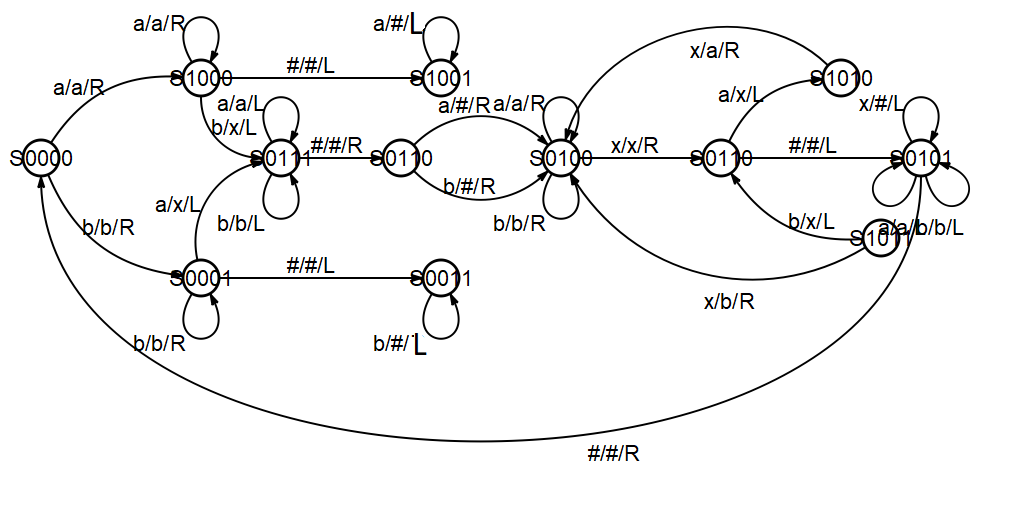 a/a/R
a/#/L
S1000
#/#/L
S1001
x/a/R
S1010
a/a/R
a/a/L
a/#/R
a/a/R
a/x/L
x/#/L
b/x/L
S0000
S0111
#/#/R
S0110
S0100
x/x/R
S0110
#/#/L
S0101
b/#/R
a/x/L
b/b/L
b/b/R
b/b/R
b/x/L
S1011
a/a/L
b/b/L
S0001
#/#/L
S0011
x/b/R
b/b/R
b/#/L
#/#/R